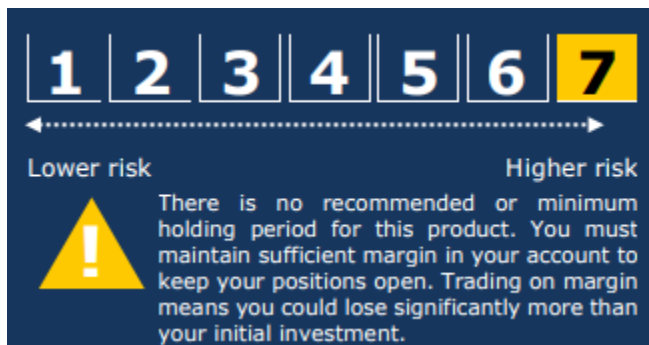 1 2 3 4 5 6 7
Lower risk Higher risk
!
There is no recommended or minimum
holding period for this product. You must
maintain sufficient margin in your account to
keep your positions open. Trading on margin
means you could lose significantly more than
your initial investment.